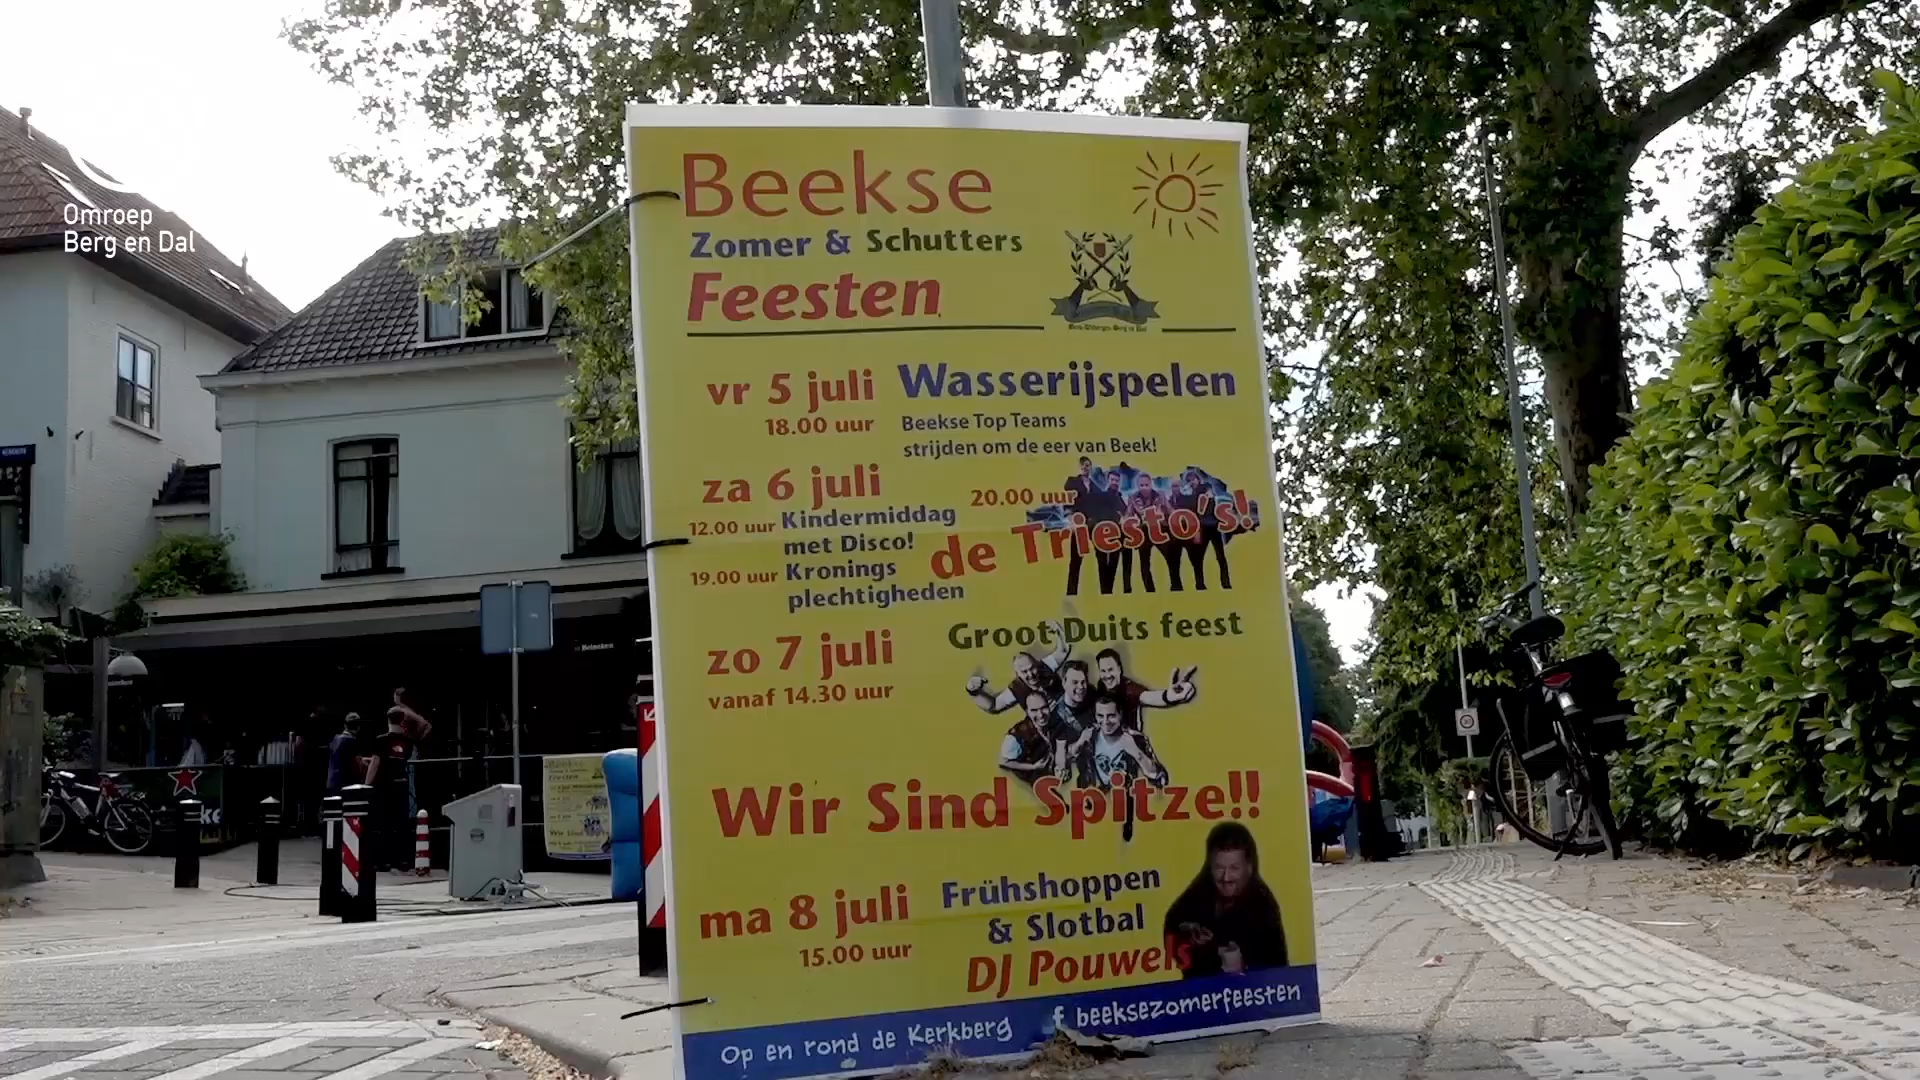 Omroep
Berg en Dal
Beekse
Zomer & Schutters
Feesten
vr 5 juli Wasserijspelen
18.00 uur Beekse Top Teams
strijden om de eer van Beek!
za 6 juli
12.00 uur Kindermiddag
met Disco!
19.00 uur Kronings
plechtigheden
20.00 uur
de Triesto's!
zo 7 juli
vanaf 14.30 uur
Groot Duits feest
Wir Sind Spitze!!
ma 8 juli
15.00 uur
Frühshoppen
& Slotbal
DJ Pouwels
Op en rond de Kerkberg f beeksezomerfeesten
Heineken